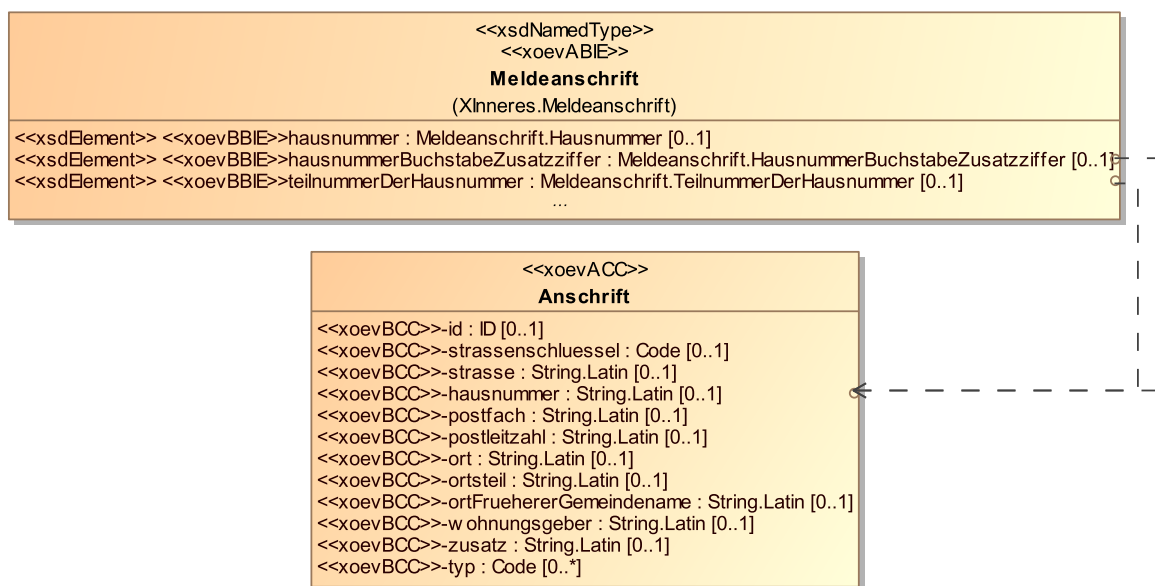 <<xsdNamedType>>
<<xoevABIE>>
Meldeanschrift
(XInneres.Meldeanschrift)
<<xsdElement>> <<xoevBBIE>>hausnummer : Meldeanschrift.Hausnummer [0..1]
<<xsdElement>> <<xoevBBIE>>hausnummerBuchstabeZusatzziffer : Meldeanschrift.HausnummerBuchstabeZusatzziffer [0..1]
<<xsdElement>> <<xoevBBIE>>teilnummerDerHausnummer : Meldeanschrift.TeilnummerDerHausnummer [0..1]
...
<<xoevACC>>
Anschrift
<<xoevBCC>>-id : ID [0..1]
<<xoevBCC>>-strassenschluessel : Code [0..1]
<<xoevBCC>>-strasse : String.Latin [0..1]
<<xoevBCC>>-hausnummer : String.Latin [0..1]
<<xoevBCC>>-postfach : String.Latin [0..1]
<<xoevBCC>>-postleitzahl : String.Latin [0..1]
<<xoevBCC>>-ort : String.Latin [0..1]
<<xoevBCC>>-ortsteil : String.Latin [0..1]
<<xoevBCC>>-ortFruehererGemeindename : String.Latin [0..1]
<<xoevBCC>>-wohnungsgeber : String.Latin [0..1]
<<xoevBCC>>-zusatz : String.Latin [0..1]
<<xoevBCC>>-typ : Code [0..*]